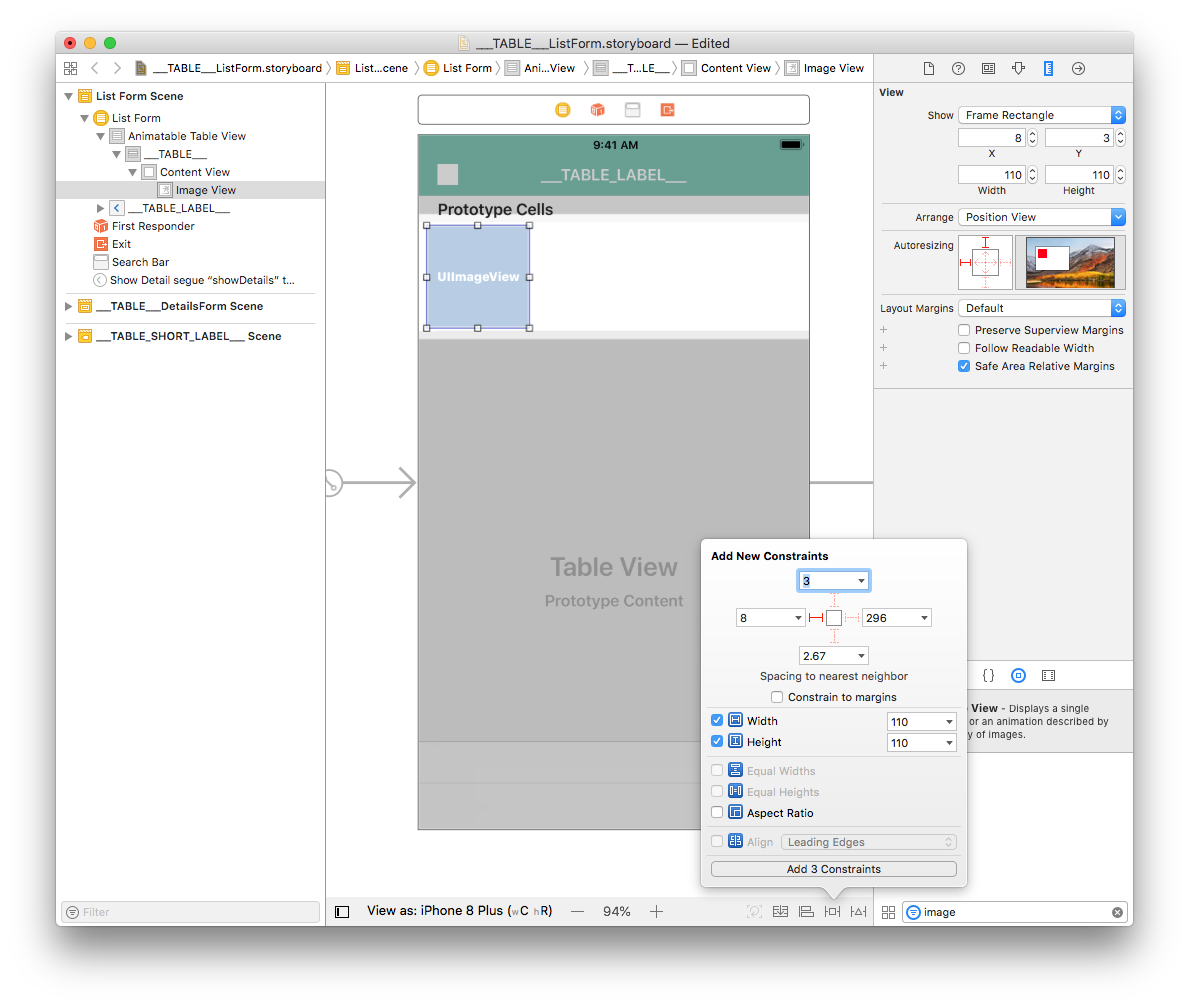 ___TABLE___ListForm.storyboard — Edited
___TABLE___ListForm.storyboard
List...cene
List Form
Ani...View
__T...LE__
Content View
Image View
List Form Scene
List Form
Animatable Table View
___TABLE___
Content View
Image View
___TABLE_LABEL___
First Responder
Exit
Search Bar
Show Detail segue “showDetails” t...
___TABLE___DetailsForm Scene
___TABLE_SHORT_LABEL___ Scene
Filter
9:41 AM
___TABLE_LABEL___
Prototype Cells
UIImageView
Table View
Prototype Content
View as: iPhone 8 Plus (wC hR)
94%
View
Show
Frame Rectangle
8
3
X
Y
110
110
Width
Height
Arrange
Position View
Autoresizing
Layout Margins
Default
Preserve Superview Margins
Follow Readable Width
Safe Area Relative Margins
Add New Constraints
3
8
296
2.67
Spacing to nearest neighbor
Constrain to margins
Width
110
Height
110
Equal Widths
Equal Heights
Aspect Ratio
Align
Leading Edges
Add 3 Constraints
{ }
View - Displays a single
or an animation described by
y of images.
image